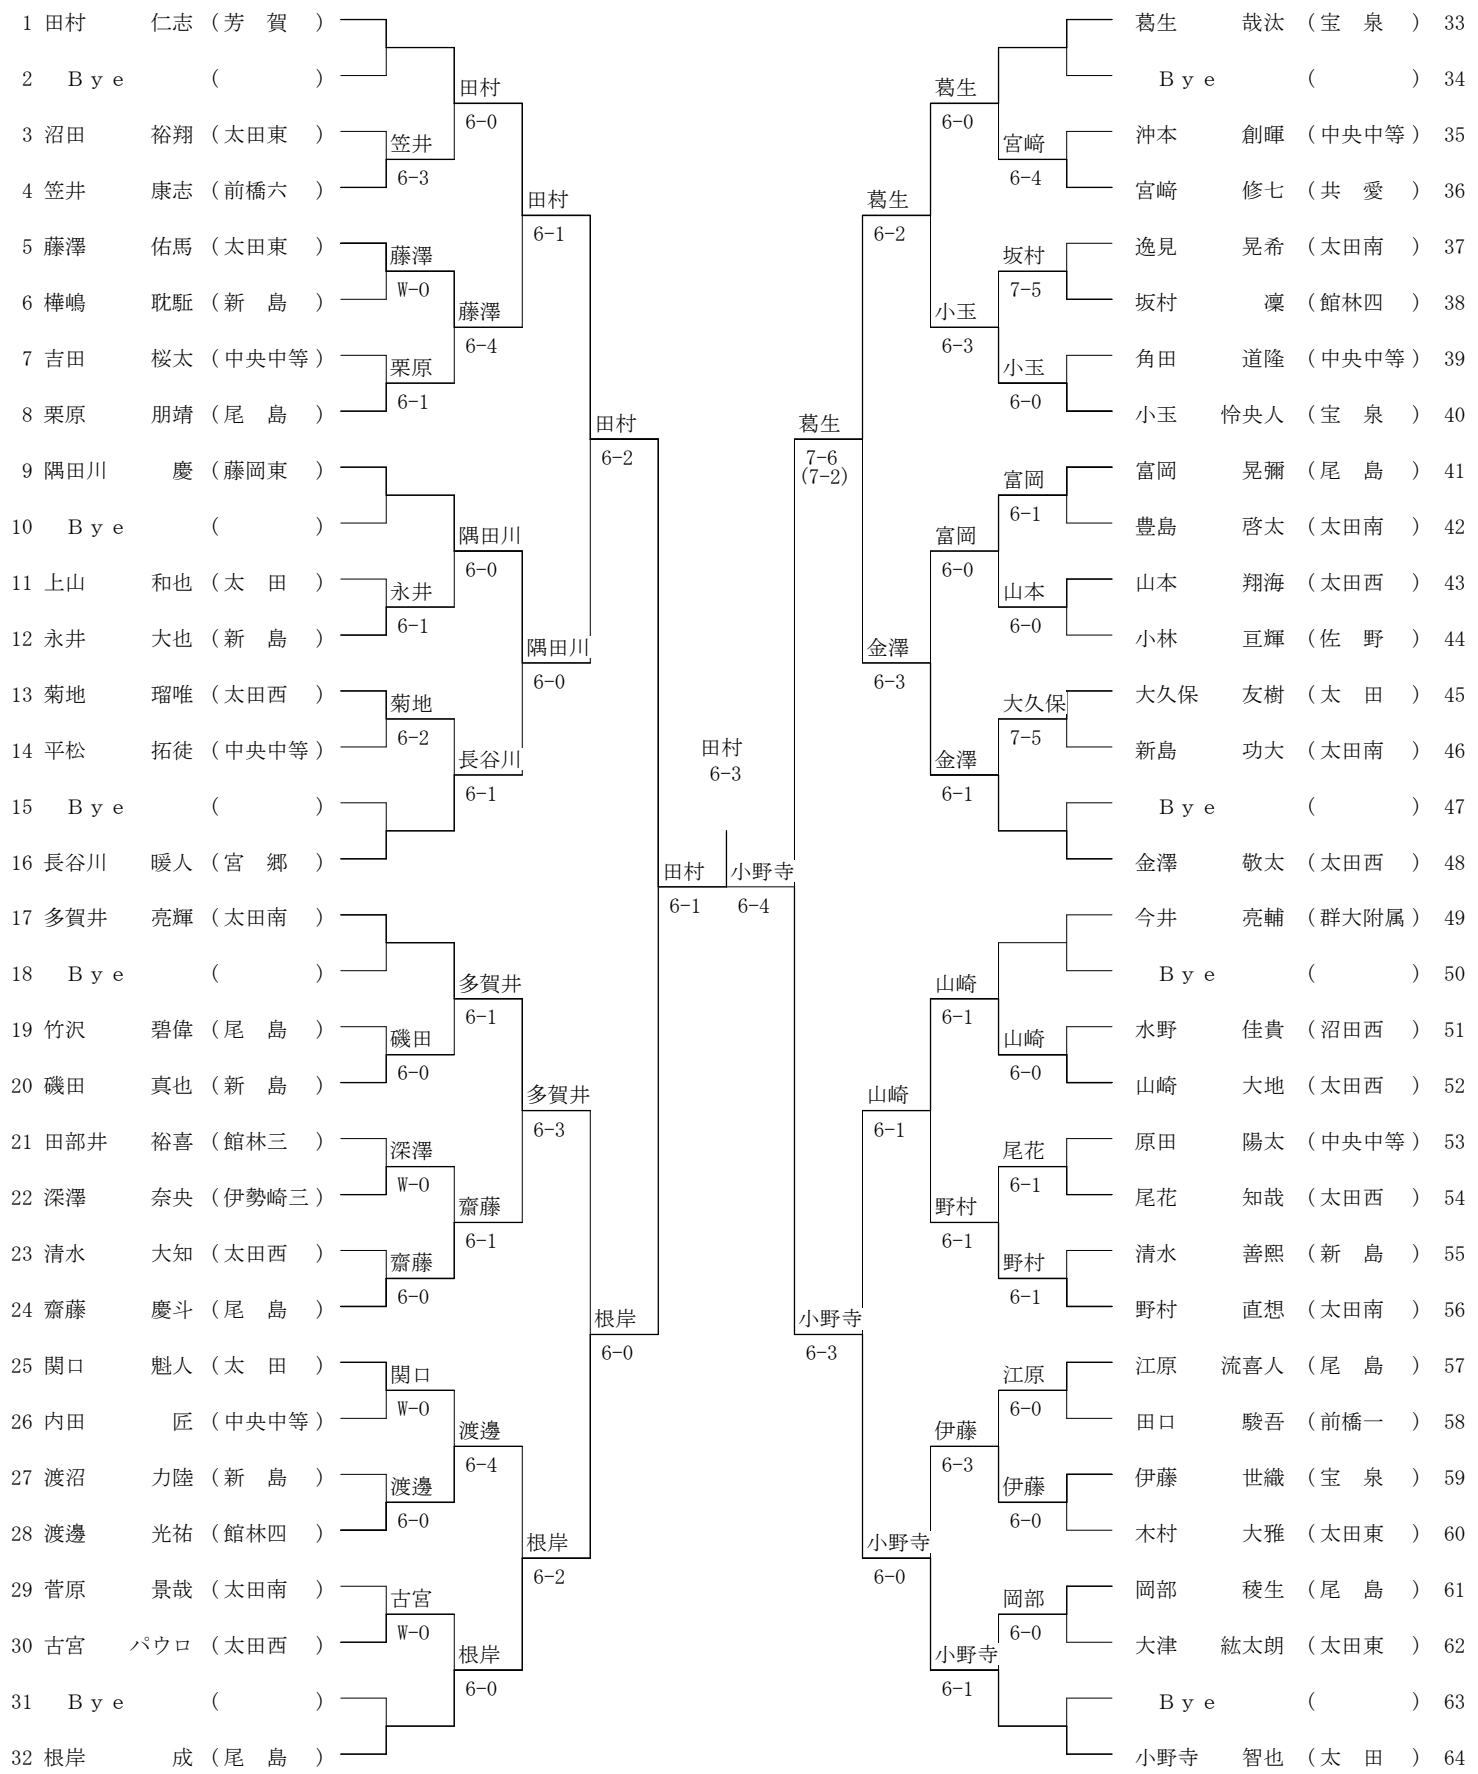 1 田村 仁志 (芳 賀 )
2 Bye ( )
3 沼田 裕翔 (太田東 )
4 笠井 康志 (前橋六 )
5 藤澤 佑馬 (太田東 )
6 樺嶋 耽駈 (新 島 )
7 吉田 桜太 (中央中等)
8 栗原 朋靖 (尾 島 )
9 隅田川 慶 (藤岡東 )
10 Bye ( )
11 上山 和也 (太 田 )
12 永井 大也 (新 島 )
13 菊地 瑠唯 (太田西 )
14 平松 拓徒 (中央中等)
15 Bye ( )
16 長谷川 暖人 (宮 郷 )
17 多賀井 亮輝 (太田南 )
18 Bye ( )
19 竹沢 碧偉 (尾 島 )
20 磯田 真也 (新 島 )
21 田部井 裕喜 (館林三 )
22 深澤 奈央 (伊勢崎三)
23 清水 大知 (太田西 )
24 齋藤 慶斗 (尾 島 )
25 関口 魁人 (太 田 )
26 内田 匠 (中央中等)
27 渡沼 力陸 (新 島 )
28 渡邊 光祐 (館林四 )
29 菅原 景哉 (太田南 )
30 古宮 パウロ (太田西 )
31 Bye ( )
32 根岸 成 (尾 島 )
笠井
6-3
藤澤
W-0
栗原
6-1
永井
6-1
菊地
6-2
磯田
6-0
深澤
W-0
齋藤
6-0
関口
W-0
渡邊
6-0
古宮
W-0
田村
6-0
藤澤
6-4
隅田川
6-0
長谷川
6-1
多賀井
6-1
齋藤
6-1
渡邊
6-4
根岸
6-0
田村
6-1
隅田川
6-0
多賀井
6-3
根岸
6-2
田村
6-2
根岸
6-0
田村
6-1
田村
6-3
小野寺
6-4
葛生
7-6
(7-2)
小野寺
6-3
葛生
6-2
金澤
6-3
山崎
6-1
小野寺
6-0
葛生
6-0
小玉
6-3
富岡
6-0
金澤
6-1
山崎
6-1
野村
6-1
伊藤
6-3
小野寺
6-1
宮﨑
6-4
坂村
7-5
小玉
6-0
富岡
6-1
山本
6-0
大久保
7-5
山崎
6-0
尾花
6-1
野村
6-1
江原
6-0
伊藤
6-0
岡部
6-0
葛生 哉汰 (宝 泉 ) 33
Bye ( ) 34
沖本 創暉 (中央中等) 35
宮﨑 修七 (共 愛 ) 36
逸見 晃希 (太田南 ) 37
坂村 凜 (館林四 ) 38
角田 道隆 (中央中等) 39
小玉 怜央人 (宝 泉 ) 40
富岡 晃彌 (尾 島 ) 41
豊島 啓太 (太田南 ) 42
山本 翔海 (太田西 ) 43
小林 亘輝 (佐 野 ) 44
大久保 友樹 (太 田 ) 45
新島 功大 (太田南 ) 46
Bye ( ) 47
金澤 敬太 (太田西 ) 48
今井 亮輔 (群大附属) 49
Bye ( ) 50
水野 佳貴 (沼田西 ) 51
山崎 大地 (太田西 ) 52
原田 陽太 (中央中等) 53
尾花 知哉 (太田西 ) 54
清水 善熙 (新 島 ) 55
野村 直想 (太田南 ) 56
江原 流喜人 (尾 島 ) 57
田口 駿吾 (前橋一 ) 58
伊藤 世織 (宝 泉 ) 59
木村 大雅 (太田東 ) 60
岡部 稜生 (尾 島 ) 61
大津 紘太朗 (太田東 ) 62
Bye ( ) 63
小野寺 智也 (太 田 ) 64